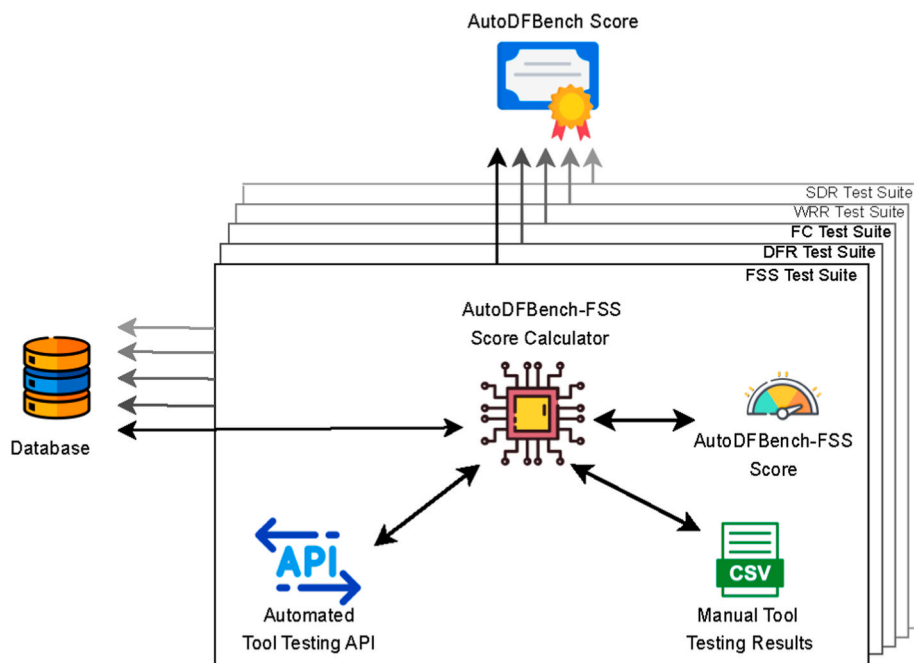 AutoDFBench Score
SDR Test Suite
WRR Test Suite
FC Test Suite
DFR Test Suite
FSS Test Suite
AutoDFBench-FSS
Score Calculator
Database
AutoDFBench-FSS
Score
API
Automated
Tool Testing API
CSV
Manual Tool
Testing Results